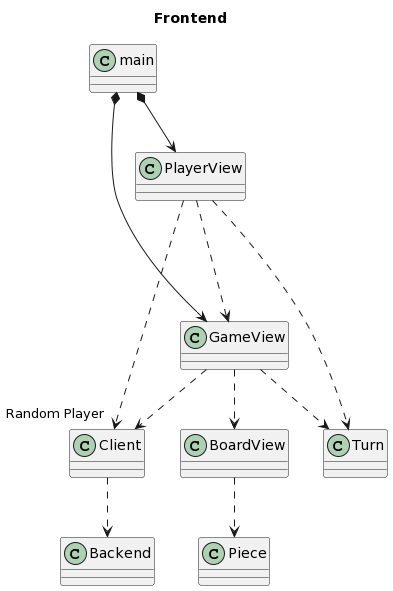 Frontend
C main
C PlayerView
C GameView
Random Player
C Client
C BoardView
C Turn
C Backend
C Piece